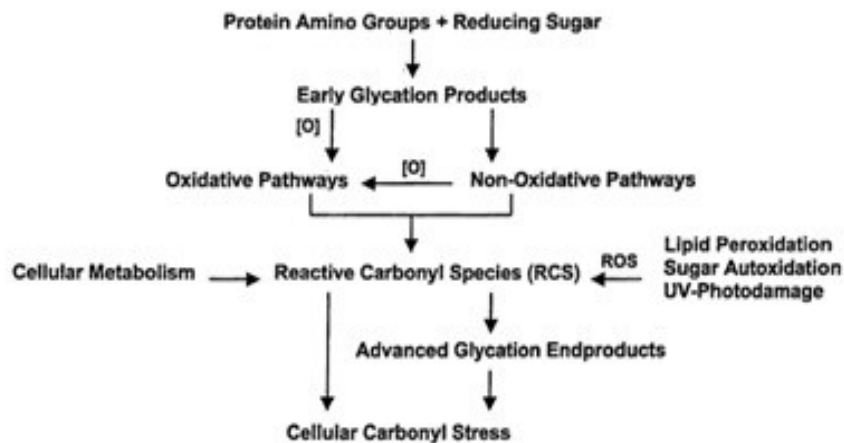 Protein Amino Groups + Reducing Sugar
Early Glycation Products
[O]
[O]
Oxidative Pathways
Non-Oxidative Pathways
Cellular Metabolism
Reactive Carbonyl Species (RCS)
ROS
Lipid Peroxidation
Sugar Autoxidation
UV-Photodamage
Advanced Glycation Endproducts
Cellular Carbonyl Stress